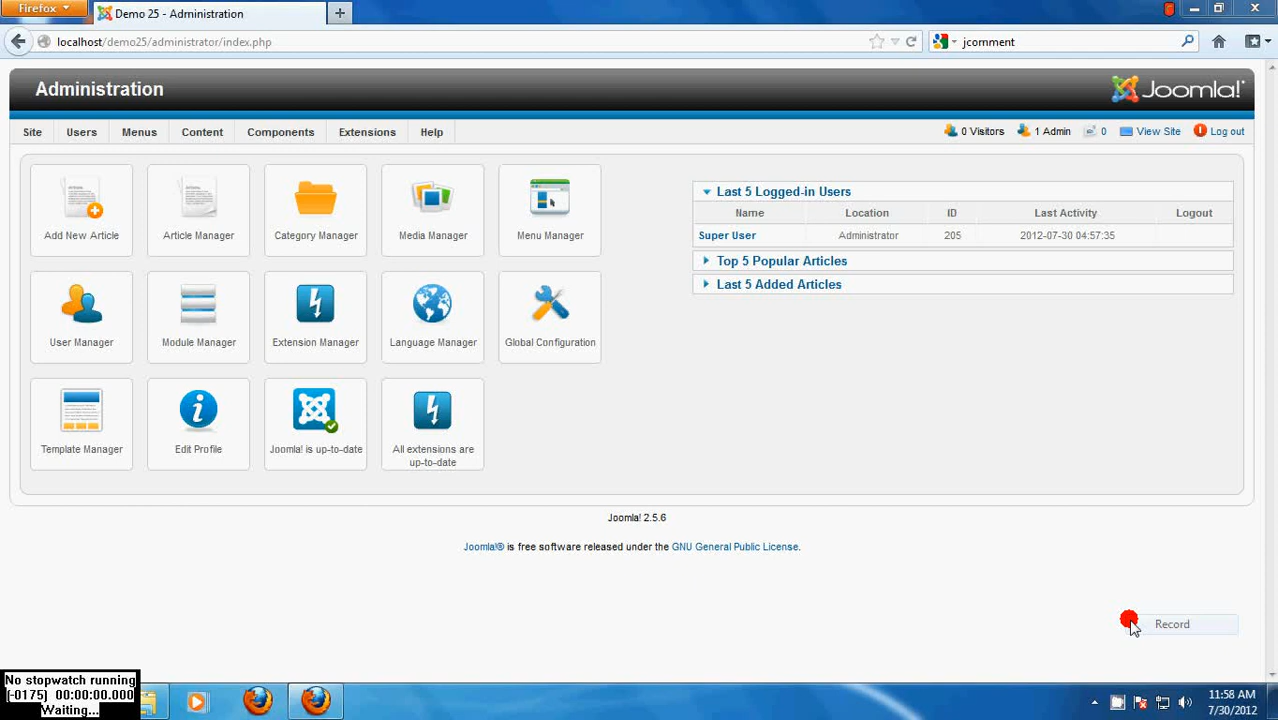 Firefox
Demo 25 - Administration
localhost/demo25/administrator/index.php
jcomment
Administration
Joomla!
Site Users Menus Content Components Extensions Help
0 Visitors 1 Admin 0 View Site Log out
Add New Article
Article Manager
Category Manager
Media Manager
Menu Manager
User Manager
Module Manager
Extension Manager
Language Manager
Global Configuration
Template Manager
Edit Profile
Joomla! is up-to-date
All extensions are
up-to-date
Last 5 Logged-in Users
Name Location ID Last Activity Logout
Super User Administrator 205 2012-07-30 04:57:35
Top 5 Popular Articles
Last 5 Added Articles
Joomla! 2.5.6
Joomla!® is free software released under the GNU General Public License.
Record
No stopwatch running
(-0175) 00:00:00.000
Waiting...
11:58 AM
7/30/2012